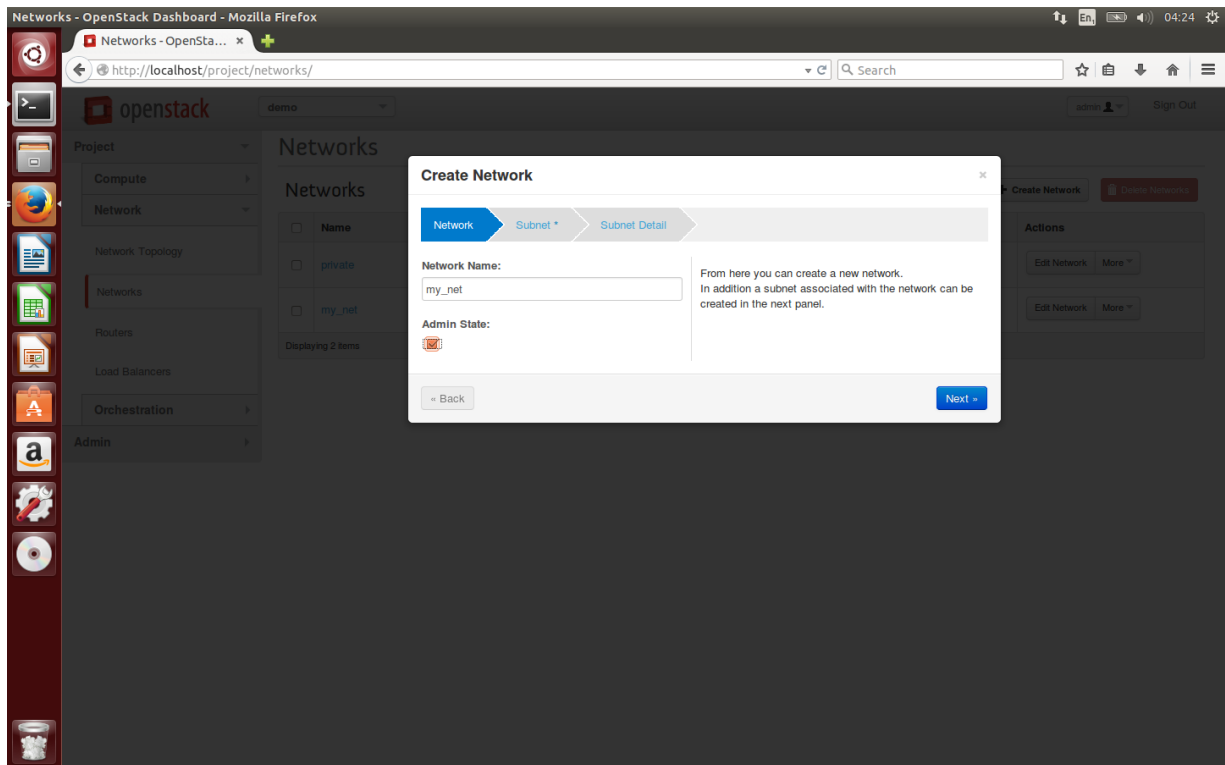 Networks - OpenStack Dashboard - Mozilla Firefox
En1 04:24
Networks - OpenSta... ×
http://localhost/project/networks/ Search
openstack demo admin Sign Out
Project
Compute
Network
Network Topology
Networks
Routers
Load Balancers
Orchestration
Admin
Networks
Networks
+ Create Network Delete Networks
Name Actions
private Edit Network More
my_net Edit Network More
Displaying 2 items
Create Network ×
Network Subnet * Subnet Detail
Network Name:
my_net
Admin State:
From here you can create a new network.
In addition a subnet associated with the network can be
created in the next panel.
« Back Next »